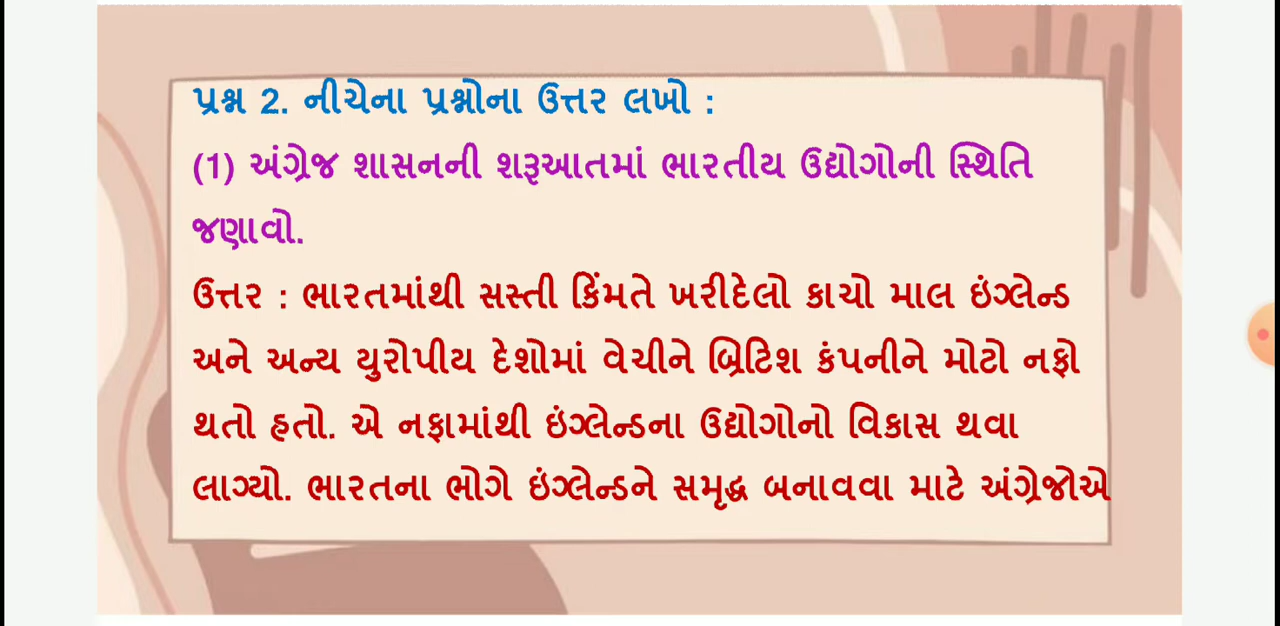 પ્રશ્ન 2. નીચેના પ્રશ્નોના ઉત્તર લખો :
(1) અંગ્રેજ શાસનની શરૂઆતમાં ભારતીય ઉદ્યોગોની સ્થિતિ
જણાવો.
ઉત્તર : ભારતમાંથી સસ્તી કિંમતે ખરીદેલો કાચો માલ ઇંગ્લેન્ડ
અને અન્ય યુરોપીય દેશોમાં વેચીને બ્રિટિશ કંપનીને મોટો નફો
થતો હતો. એ નફામાંથી ઇંગ્લેન્ડના ઉદ્યોગોનો વિકાસ થવા
લાગ્યો. ભારતના ભોગે ઇંગ્લેન્ડને સમૃદ્ધ બનાવવા માટે અંગ્રેજોએ